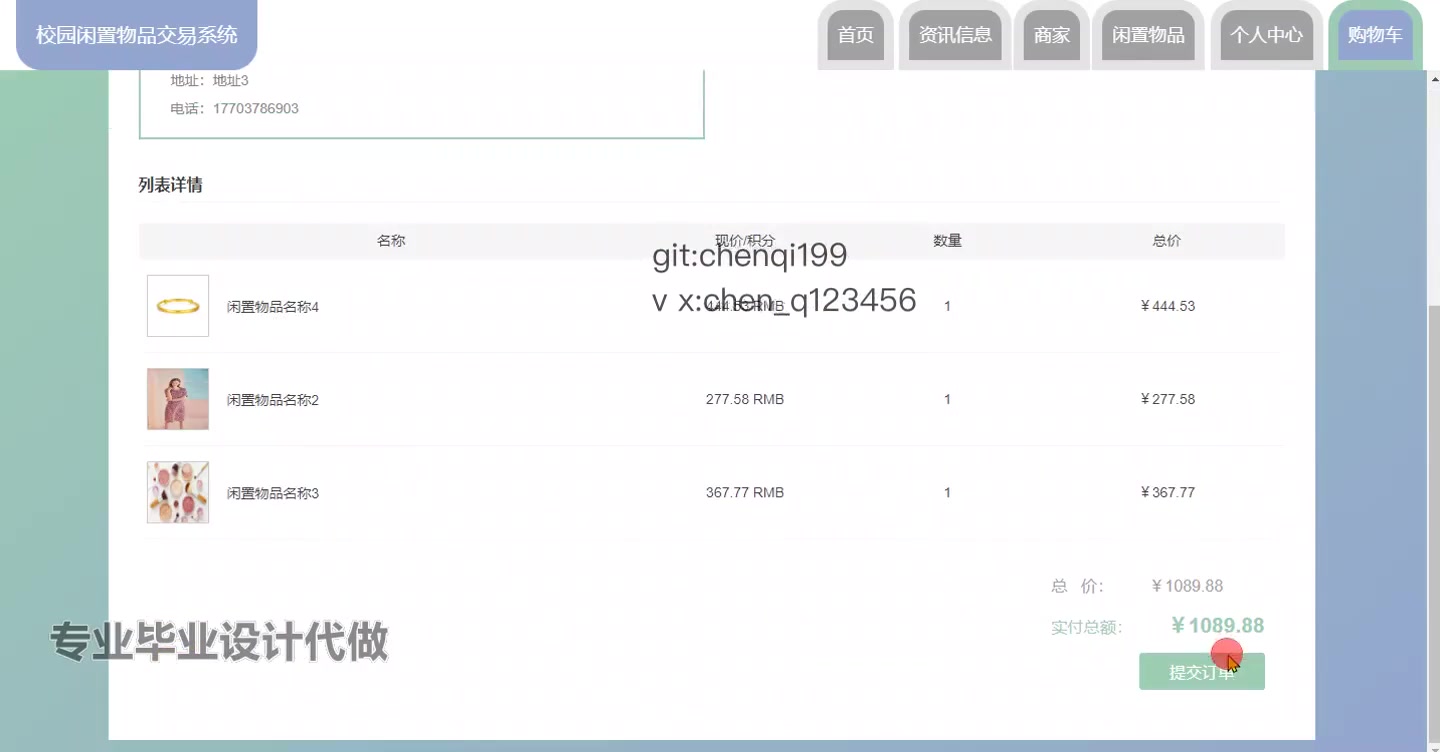 校园闲置物品交易系统
首页
资讯信息
商家
闲置物品
个人中心
购物车
地址：地址3
电话：17703786903
列表详情
名称
现价/积分
数量
总价
git:chenqi199
v x:chen_q123456
闲置物品名称4
444.53 RMB
1
￥444.53
闲置物品名称2
277.58 RMB
1
￥277.58
闲置物品名称3
367.77 RMB
1
￥367.77
总 价：
￥1089.88
实付总额：
￥1089.88
提交订单
专业毕业设计代做